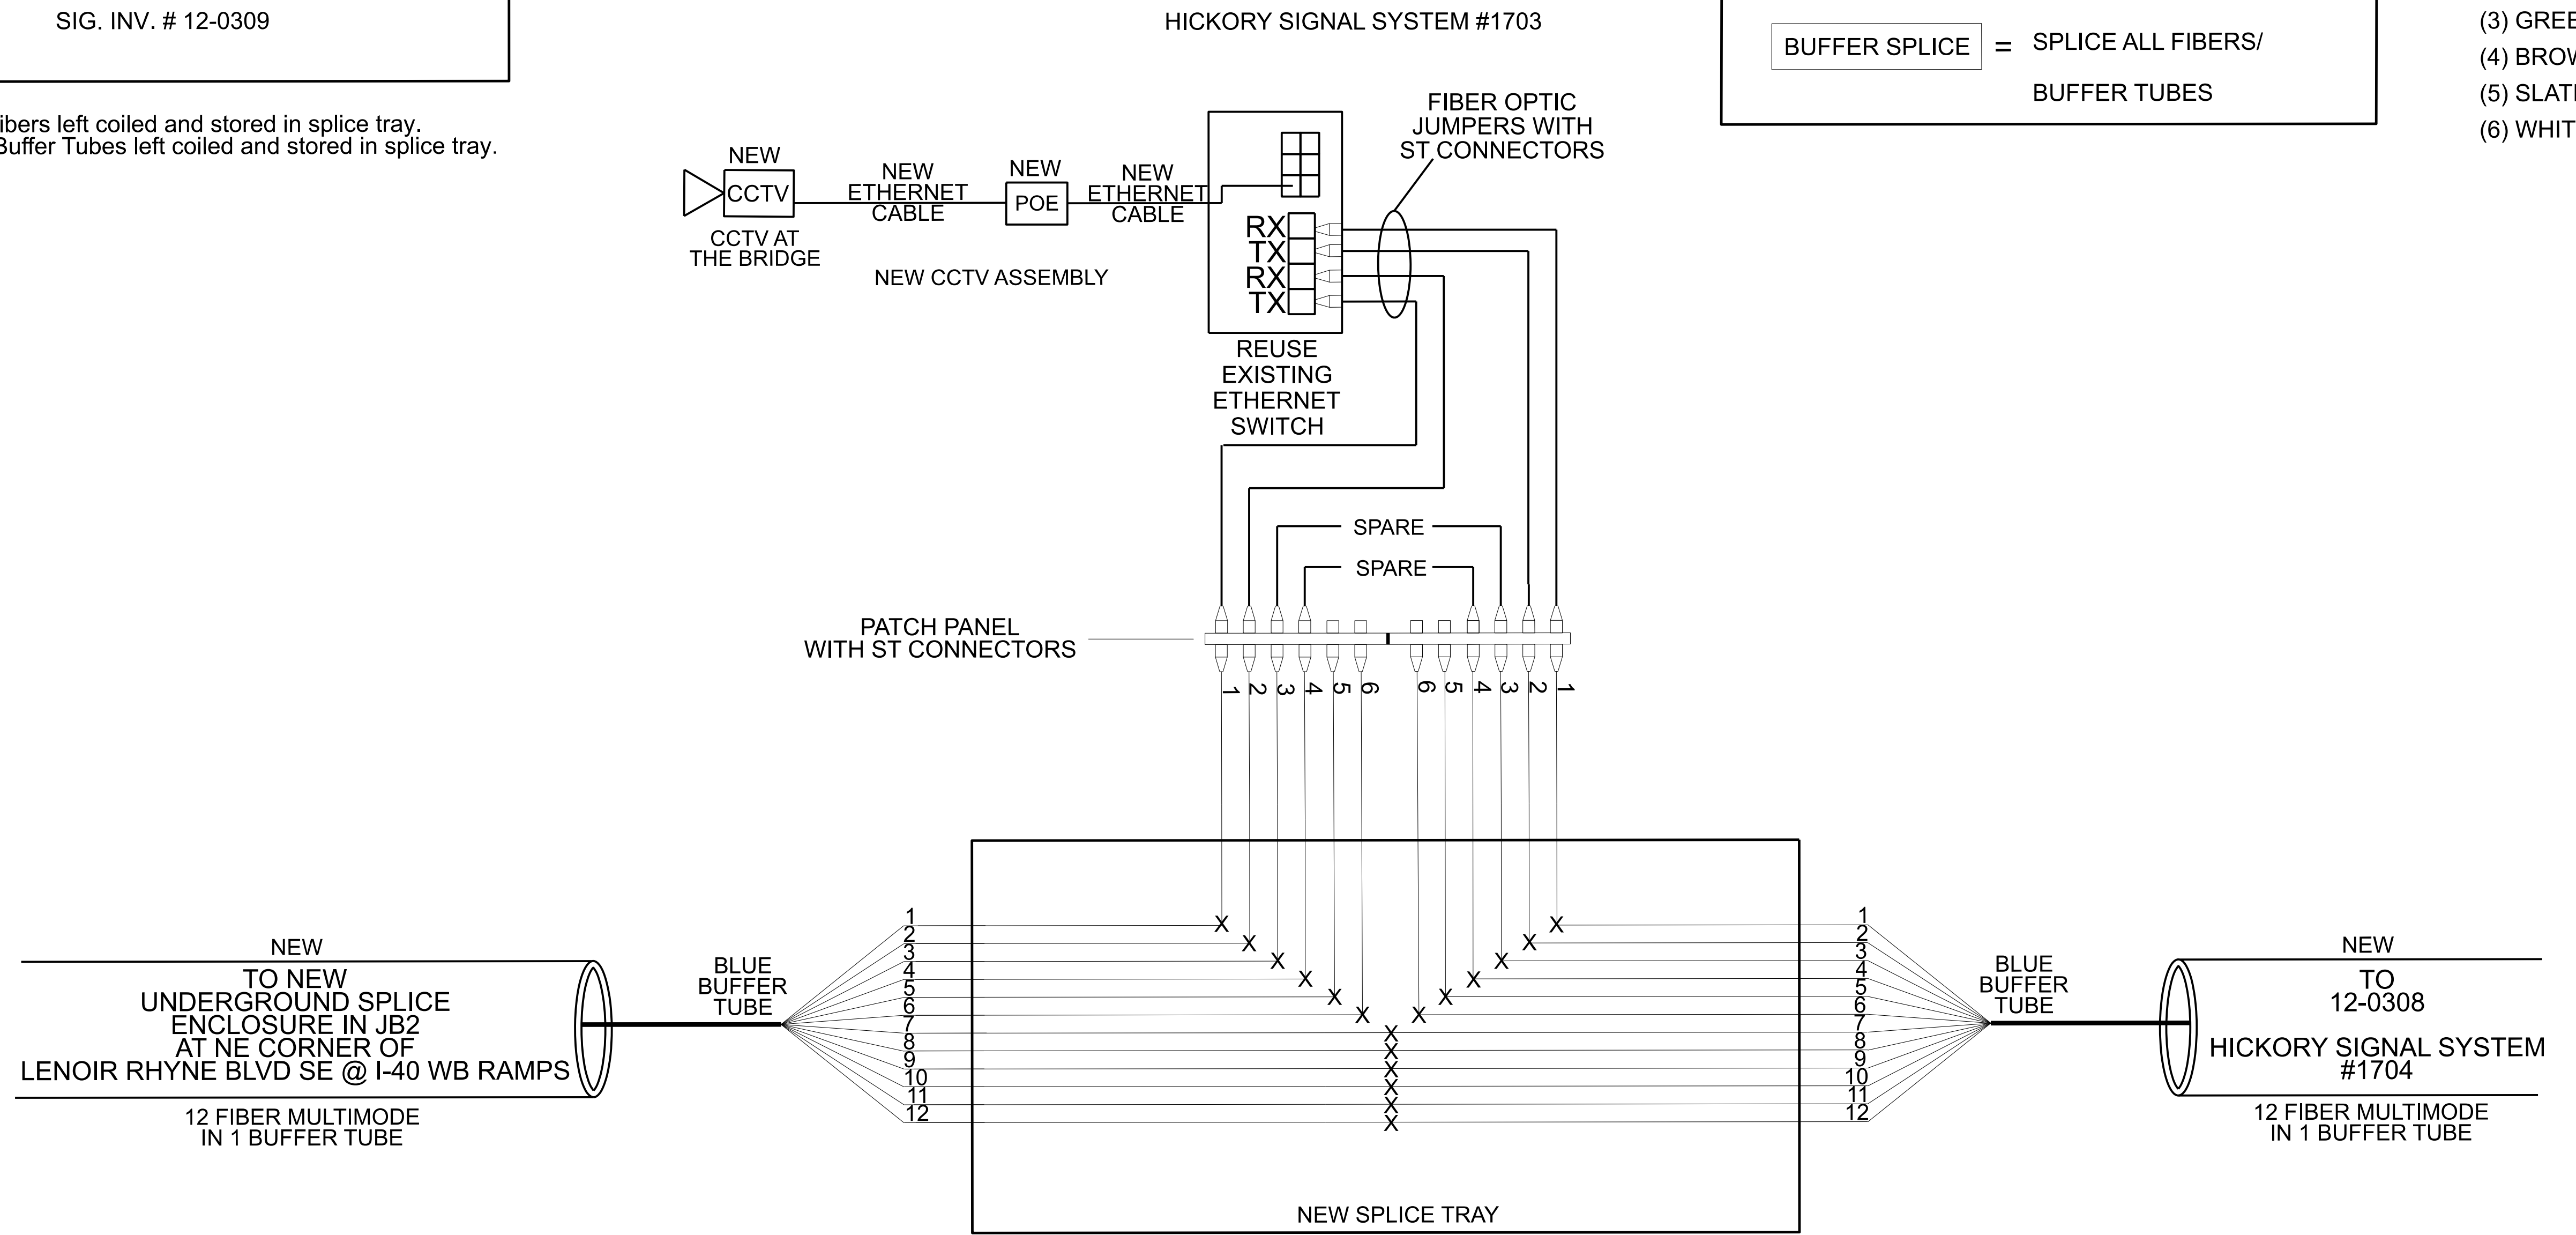 SIG. INV. # 12-0309
HICKORY SIGNAL SYSTEM #1703
BUFFER SPLICE = SPLICE ALL FIBERS/
BUFFER TUBES
(3)
(4)
(5)
(6)
left coiled and stored in splice tray.
Buffer Tubes left coiled and stored in splice tray.
FIBER OPTIC
JUMPERS WITH
ST CONNECTORS
NEW
CCTV
CCTV AT
THE BRIDGE
NEW
ETHERNET
CABLE
NEW
POE
NEW
ETHERNET
CABLE
NEW CCTV ASSEMBLY
RX
TX
RX
TX
REUSE
EXISTING
ETHERNET
SWITCH
SPARE
SPARE
PATCH PANEL
WITH ST CONNECTORS
1 2 3 4 5 6 6 5 4 3 2 1
NEW
TO NEW
UNDERGROUND SPLICE
ENCLOSURE IN JB2
AT NE CORNER OF
LENOIR RHYNE BLVD SE @ I-40 WB RAMPS
12 FIBER MULTIMODE
IN 1 BUFFER TUBE
BLUE
BUFFER
TUBE
1
2
3
4
5
6
7
8
9
10
11
12
X X
X X
X X
X X
X X
X X
X
X
X
X
X
X
NEW SPLICE TRAY
1
2
3
4
5
6
7
8
9
10
11
12
BLUE
BUFFER
TUBE
NEW
TO
12-0308
HICKORY SIGNAL SYSTEM
#1704
12 FIBER MULTIMODE
IN 1 BUFFER TUBE